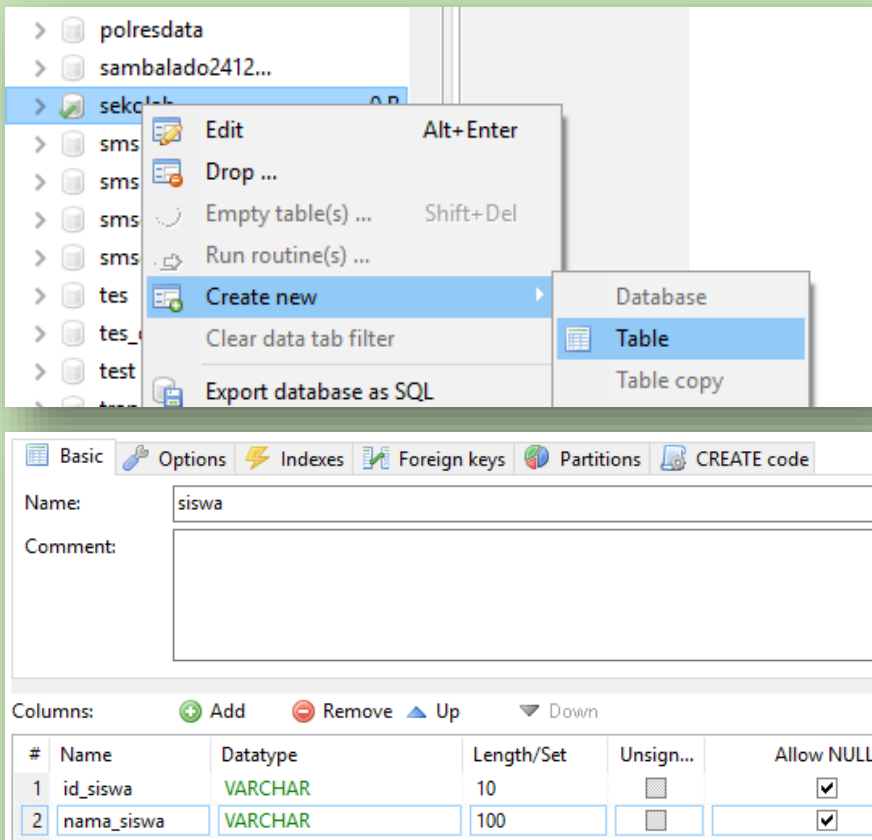 polresdata
sambalado2412...
Edit Alt+Enter
sms
Drop ...
sms
Empty table(s) ... Shift+Del
sms
Run routine(s) ...
sms
Create new
tes
Database
Clear data tab filter
Table
tes_
test
Export database as SQL
Table copy
Basic Options Indexes Foreign keys Partitions CREATE code
Name: siswa
Comment:
Columns: Add Remove Up Down
# Name Datatype Length/Set Unsign... Allow NULL
1 id_siswa VARCHAR 10
2 nama_siswa VARCHAR 100